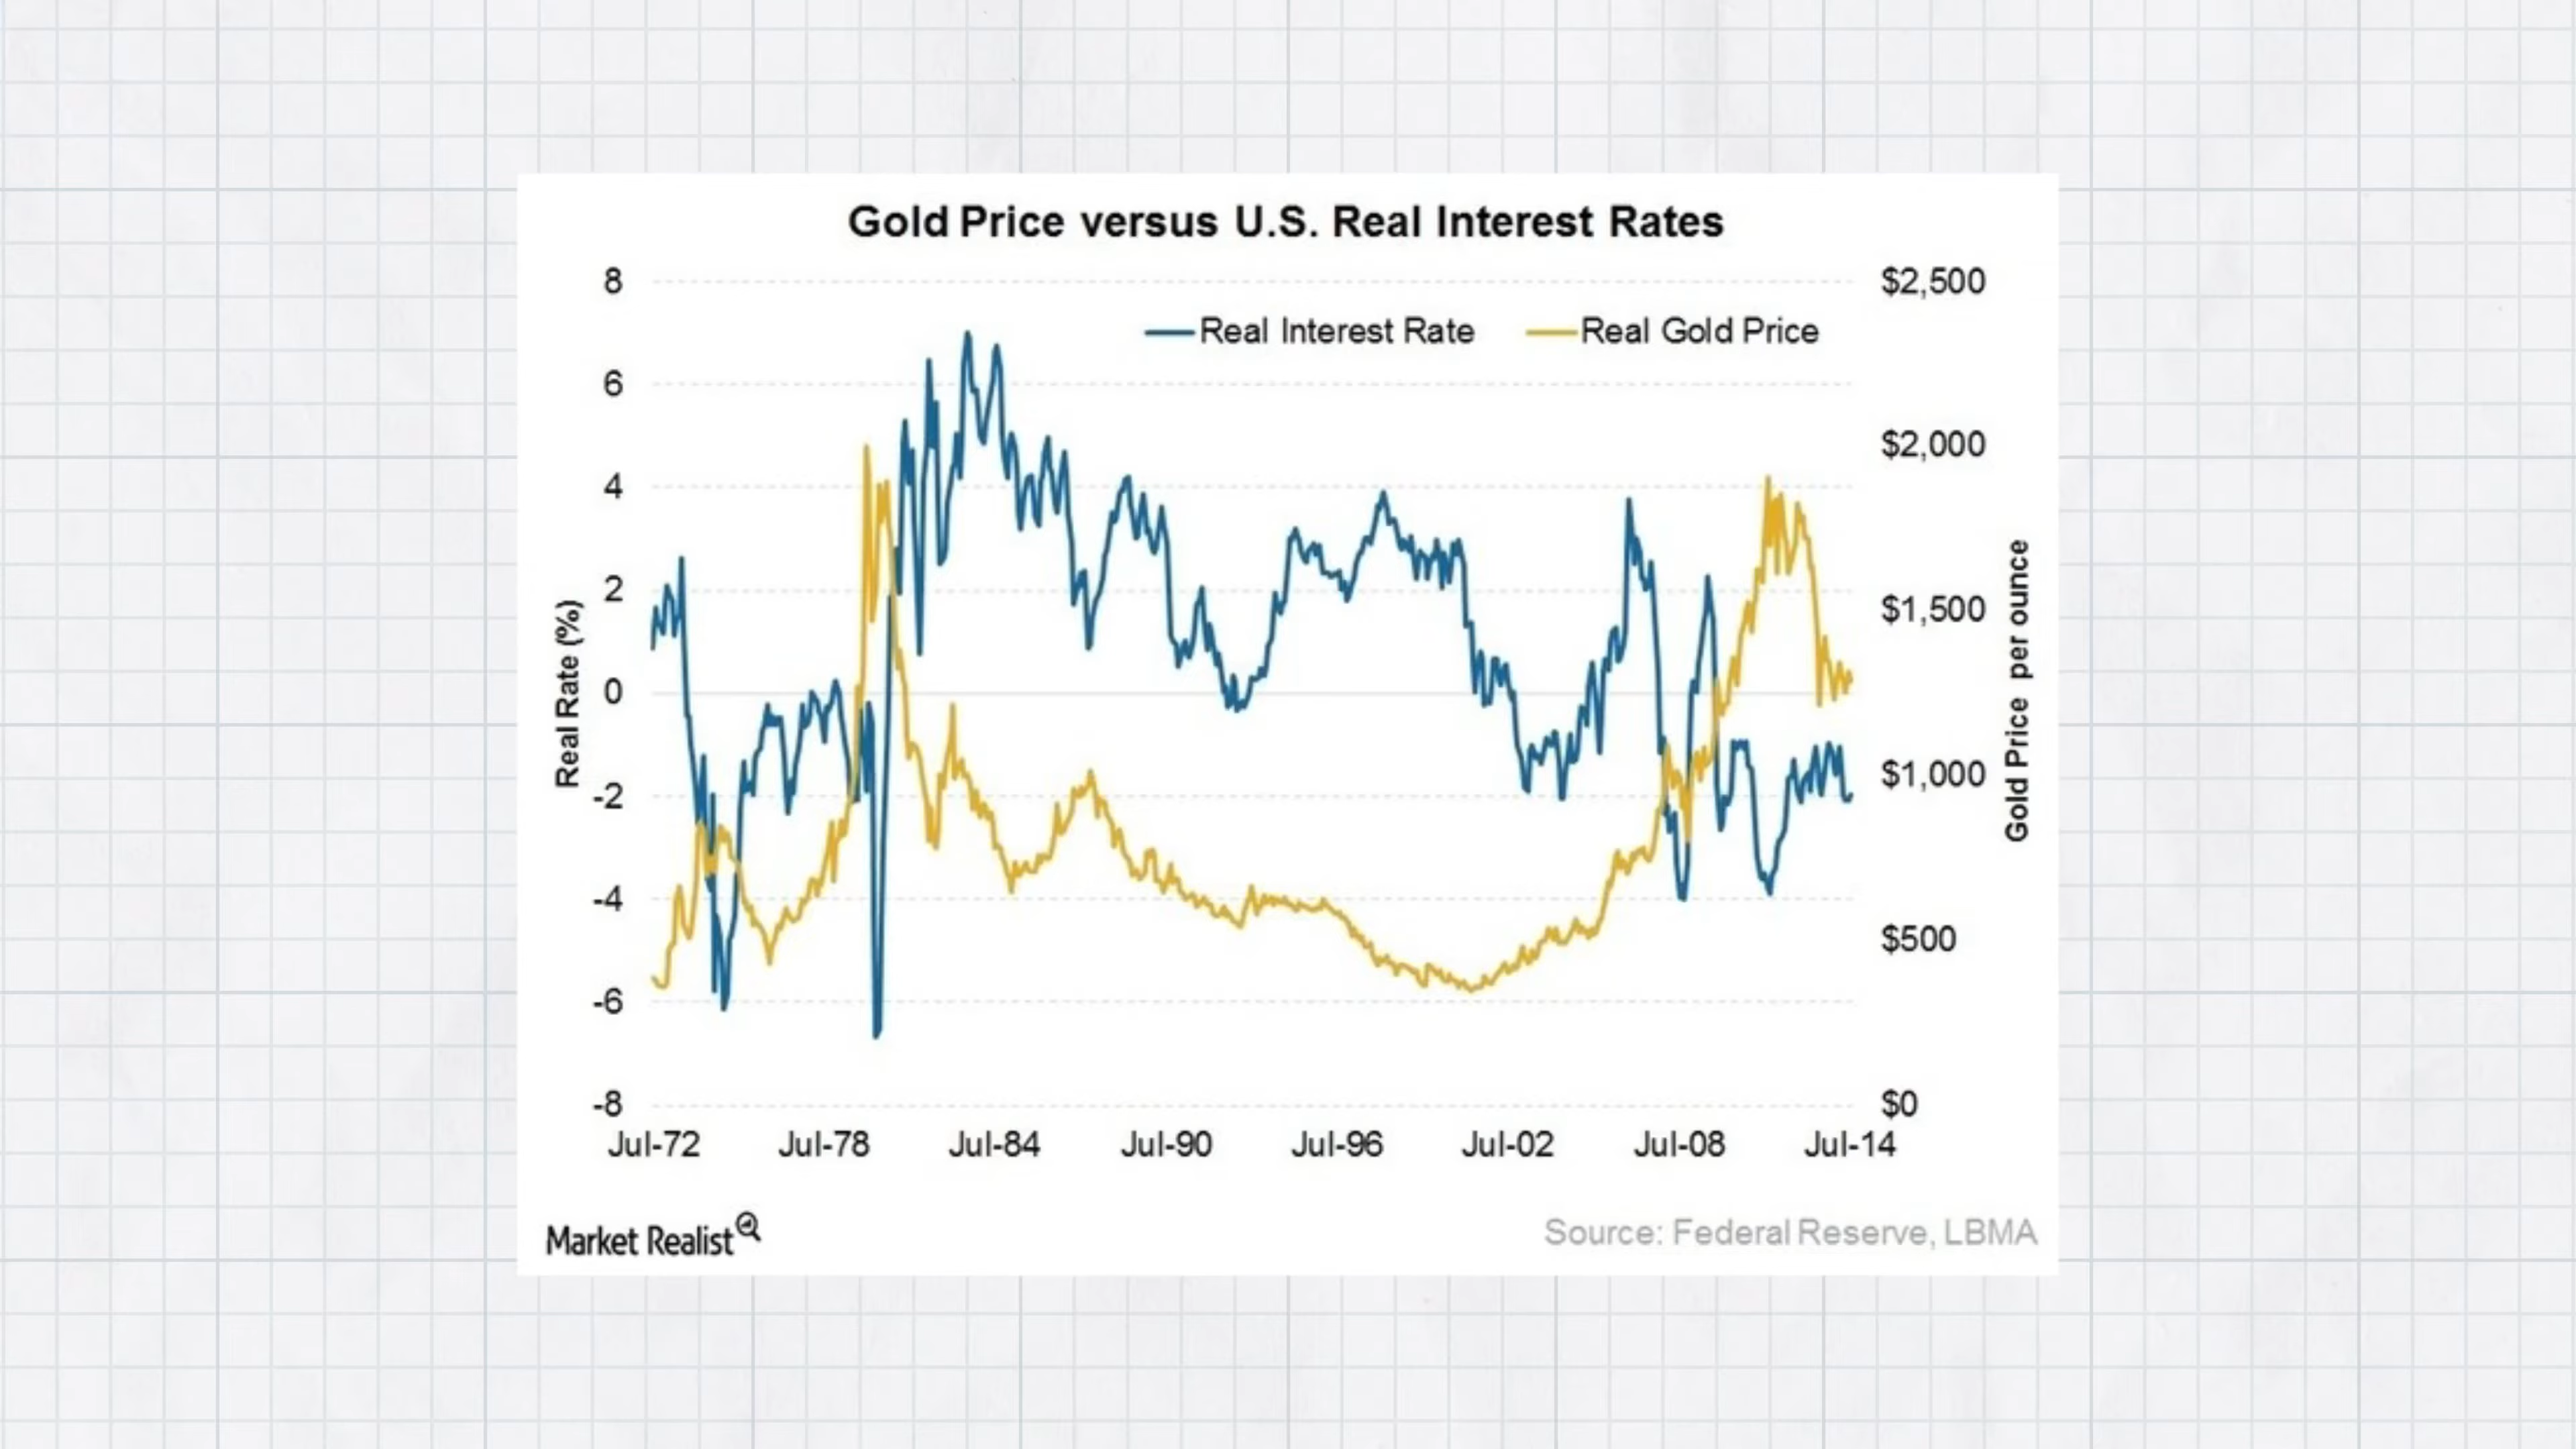 Gold Price versus U.S. Real Interest Rates
8
6
4
2
0
-2
-4
-6
-8
Real Rate (%)
Real Interest Rate
Real Gold Price
$2,500
$2,000
$1,500
$1,000
$500
$0
Gold Price per ounce
Jul-72 Jul-78 Jul-84 Jul-90 Jul-96 Jul-02 Jul-08 Jul-14
Market Realist
Source: Federal Reserve, LBMA